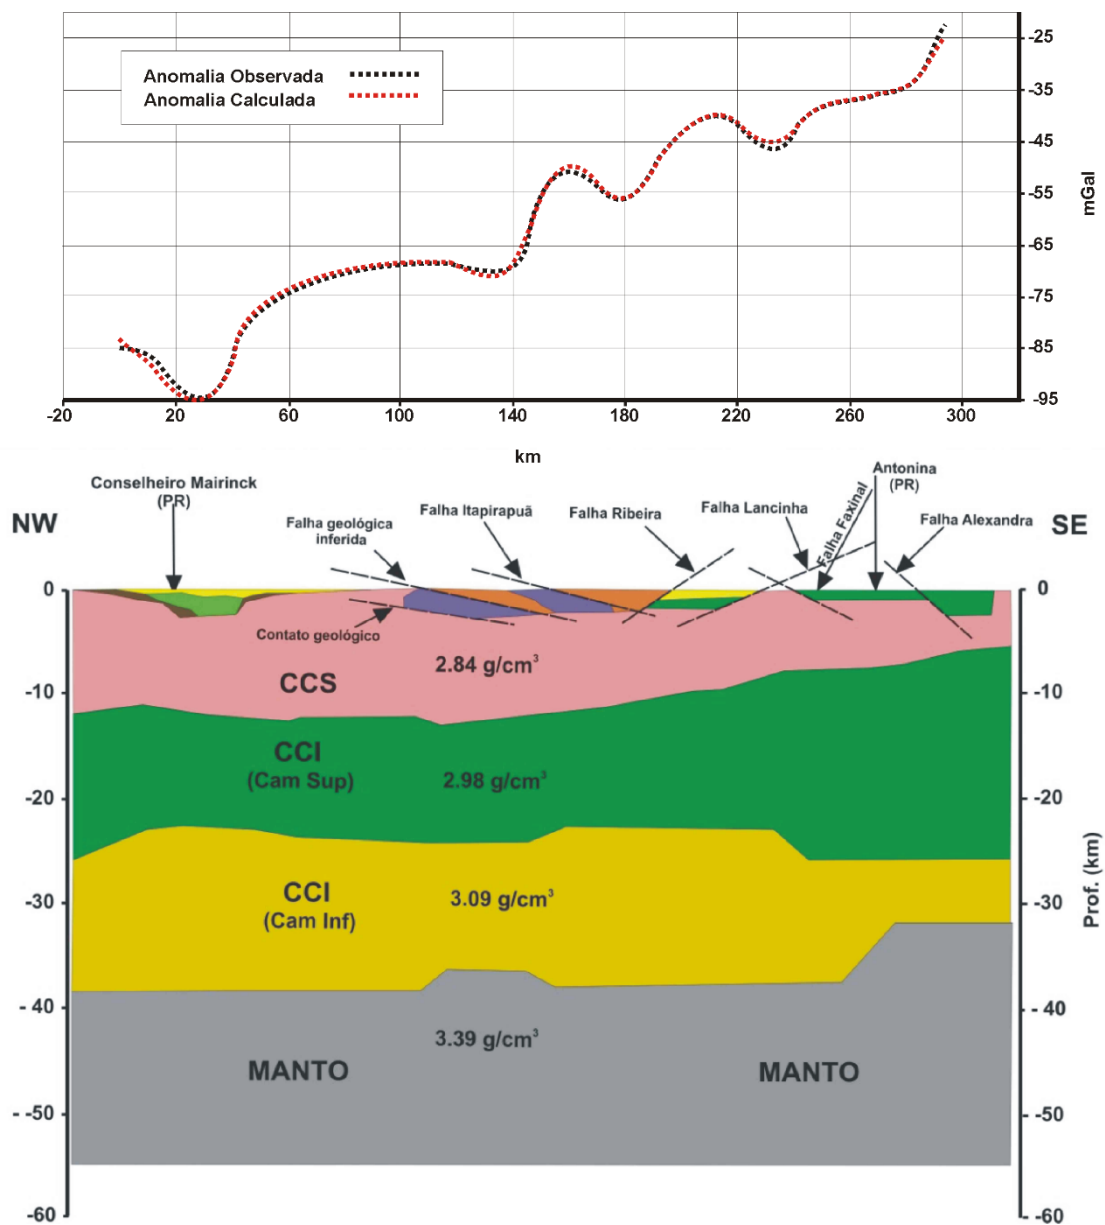 Anomalia Observada
Anomalia Calculada
-25
-35
-45
-55
-65
-75
-85
-95
mGal
-20
20
60
100
140
180
220
260
300
km
Conselheiro Mairinck
(PR)
NW
Falha geológica
inferida
Falha Itapirapuã
Falha Ribeira
Falha Lancinha
Falha Faxinal
Antonina
(PR)
Falha Alexandra
SE
0
-10
-20
-30
- 40
- -50
-60
Contato geológico
2.84 g/cm³
CCS
CCI
(Cam Sup)
2.98 g/cm³
CCI
(Cam Inf)
3.09 g/cm³
3.39 g/cm³
MANTO
MANTO
0
- -10
- -20
- -30
- 40
-50
-60
Prof. (km)